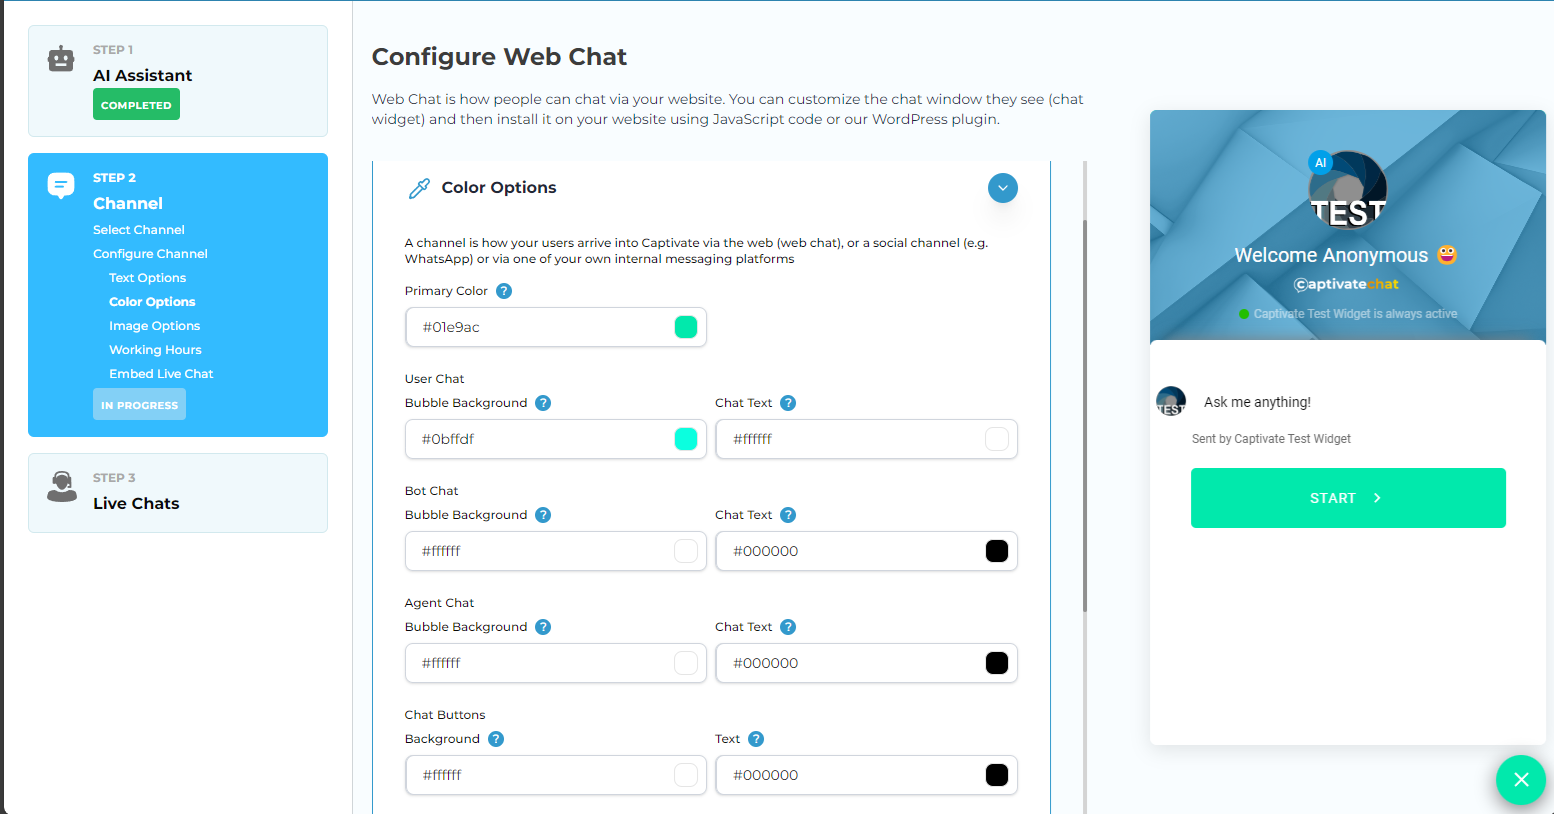 STEP 1
AI Assistant
COMPLETED
STEP 2
Channel
Select Channel
Configure Channel
Text Options
Color Options
Image Options
Working Hours
Embed Live Chat
IN PROGRESS
STEP 3
Live Chats
Configure Web Chat
Web Chat is how people can chat via your website. You can customize the chat window they see (chat
widget) and then install it on your website using JavaScript code or our WordPress plugin.
Color Options
A channel is how your users arrive into Captivate via the web (web chat), or a social channel (e.g.
WhatsApp) or via one of your own internal messaging platforms
Primary Color ?
#01e9ac
User Chat
Bubble Background ? Chat Text ?
#0bffdf #ffffff
Bot Chat
Bubble Background ? Chat Text ?
#ffffff #000000
Agent Chat
Bubble Background ? Chat Text ?
#ffffff #000000
Chat Buttons
Background ? Text ?
#ffffff #000000
AI
TEST
Welcome Anonymous 😀
©aptivatechat
Captivate Test Widget is always active
TEST
Ask me anything!
Sent by Captivate Test Widget
START